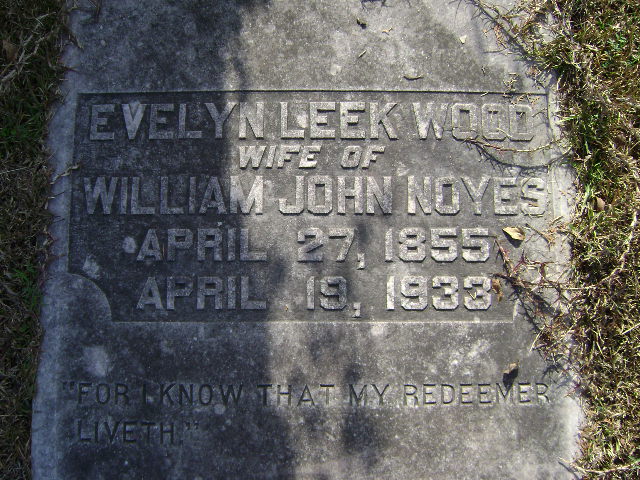 EVELYN LEEK WOOD
WIFE OF
WILLIAM JOHN NOYES
APRIL 27, 1855
APRIL 19, 1933
"FOR I KNOW THAT MY REDEEMER
LIVETH."